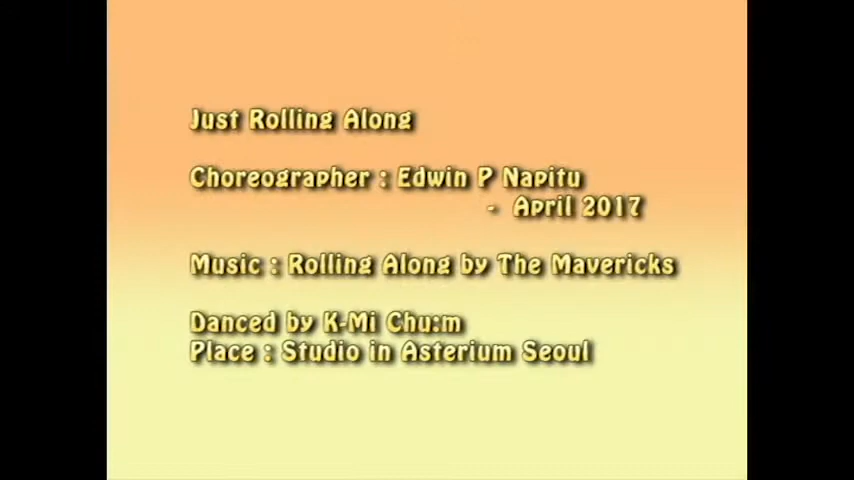 Just Rolling Along
Choreographer : Edwin P Napitu
- April 2017
Music : Rolling Along by The Mavericks
Danced by K-Mi Chu:m
Place : Studio in Asterium Seoul